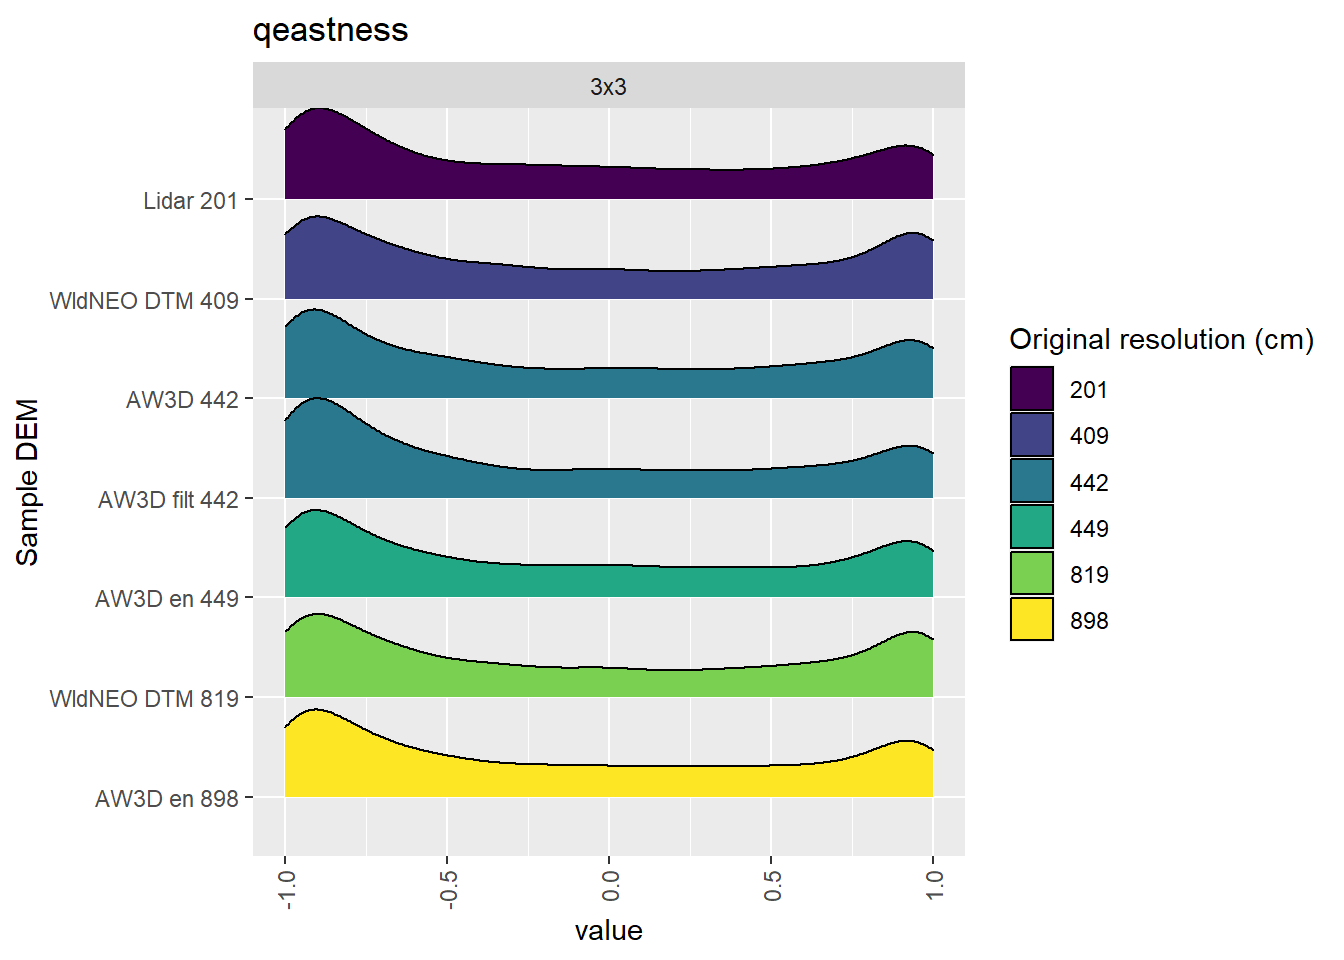 qeastness
3x3
Sample DEM
Lidar 201
WldNEO DTM 409
AW3D 442
AW3D filt 442
AW3D en 449
WldNEO DTM 819
AW3D en 898
-1.0
-0.5
0.0
0.5
1.0
value
Original resolution (cm)
201
409
442
449
819
898